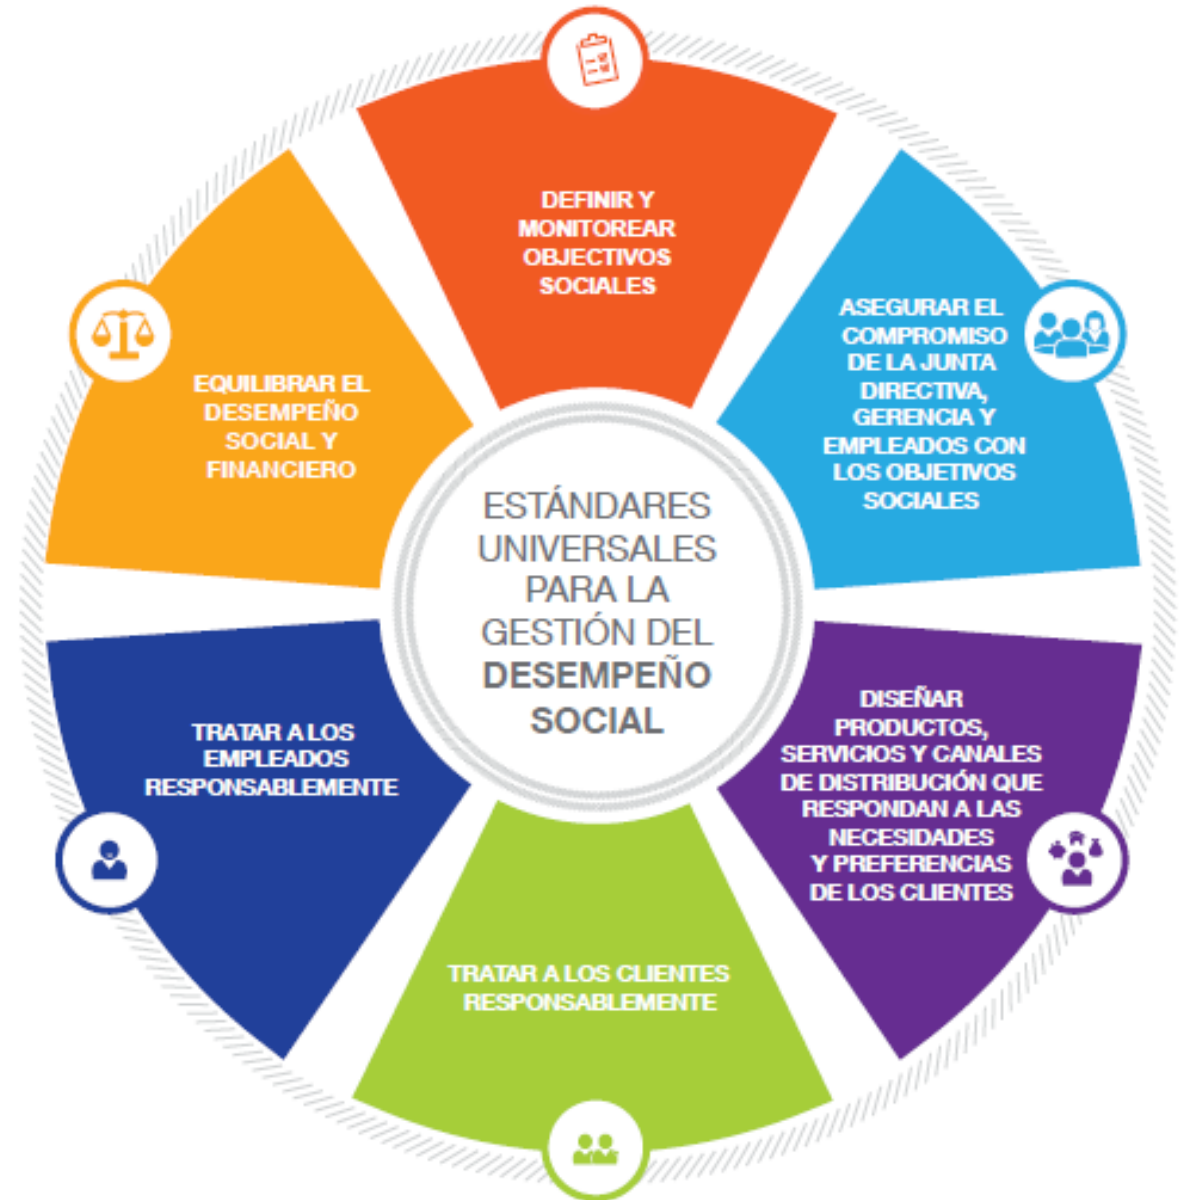 DEFINIR Y
MONITOREAR
OBJECTIVOS
SOCIALES
ASEGURAR EL
COMPROMISO
DE LA JUNTA
DIRECTIVA,
GERENCIA Y
EMPLEADOS CON
LOS OBJETIVOS
SOCIALES
DISEÑAR
PRODUCTOS,
SERVICIOS Y CANALES
DE DISTRIBUCIÓN QUE
RESPONDAN A LAS
NECESIDADES
Y PREFERENCIAS
DE LOS CLIENTES
TRATAR A LOS CLIENTES
RESPONSABLEMENTE
TRATAR A LOS
EMPLEADOS
RESPONSABLEMENTE
EQUILIBRAR EL
DESEMPEÑO
SOCIAL Y
FINANCIERO
ESTÁNDARES
UNIVERSALES
PARA LA
GESTIÓN DEL
DESEMPEÑO
SOCIAL